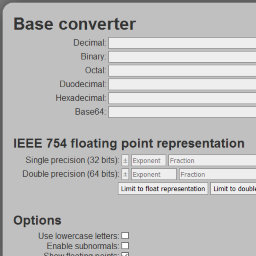 Base converter
Decimal:
Binary:
Octal:
Duodecimal:
Hexadecimal:
Base64:
IEEE 754 floating point representation
Single precision (32 bits): ± Exponent Fraction
Double precision (64 bits): ± Exponent Fraction
Limit to float representation Limit to double
Options
Use lowercase letters:
Enable subnormals:
Show floating points: